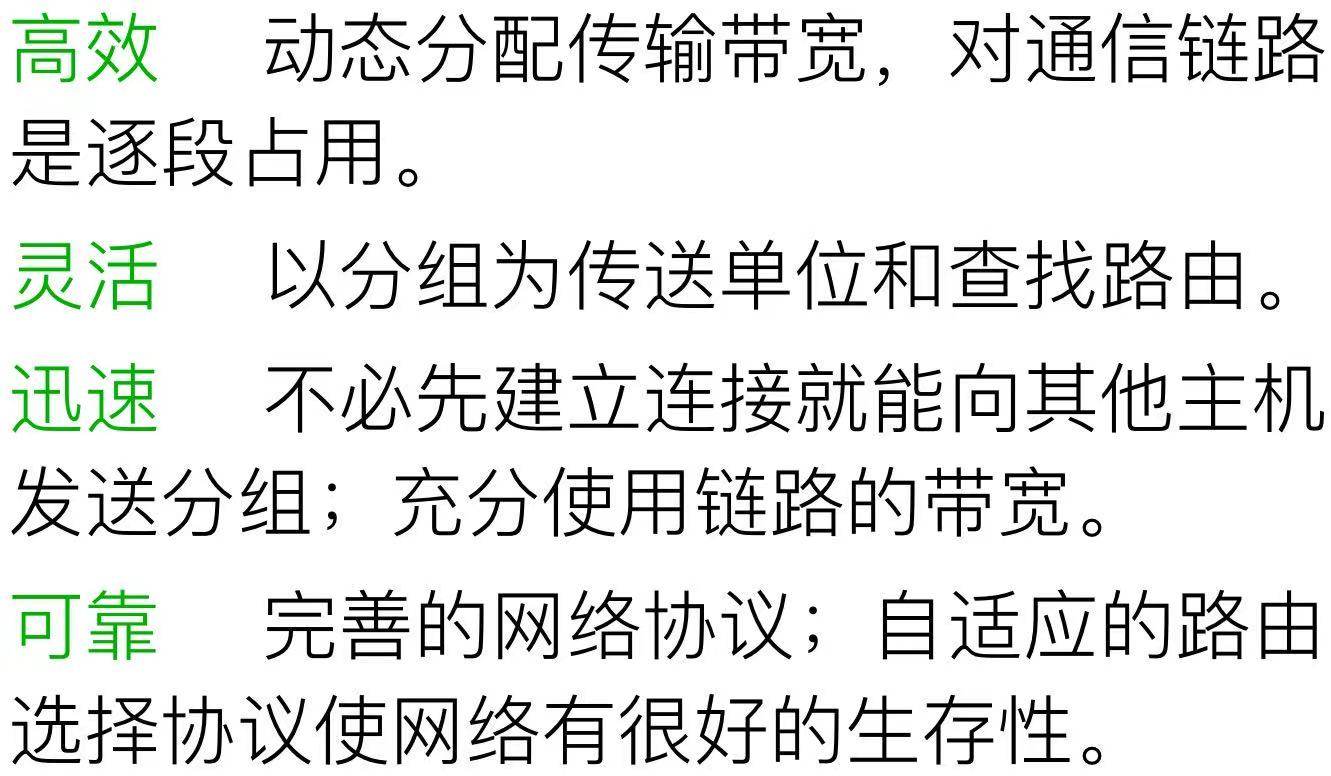 高效 动态分配传输带宽，对通信链路
是逐段占用。
灵活 以分组为传送单位和查找路由。
迅速 不必先建立连接就能向其他主机
发送分组；充分使用链路的带宽。
可靠 完善的网络协议；自适应的路由
选择协议使网络有很好的生存性。